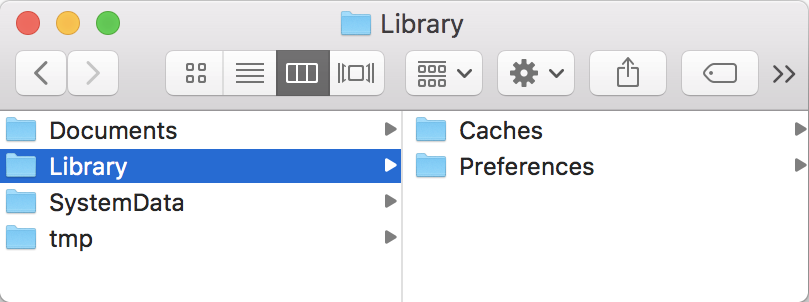 Library
Documents
Library
SystemData
tmp
Caches
Preferences